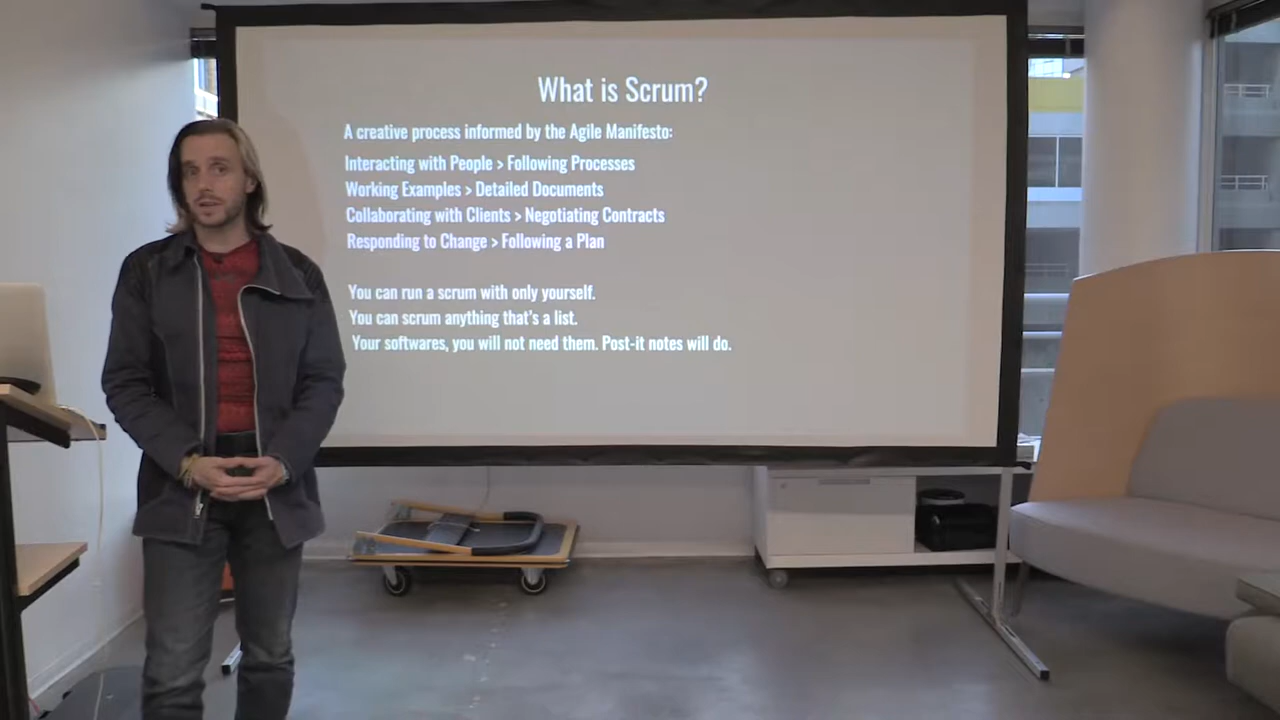 What is Scrum?
A creative process informed by the Agile Manifesto:
Interacting with People > Following Processes
Working Examples > Detailed Documents
Collaborating with Clients > Negotiating Contracts
Responding to Change > Following a Plan
You can run a scrum with only yourself.
You can scrum anything that's a list.
Your softwares, you will not need them. Post-it notes will do.